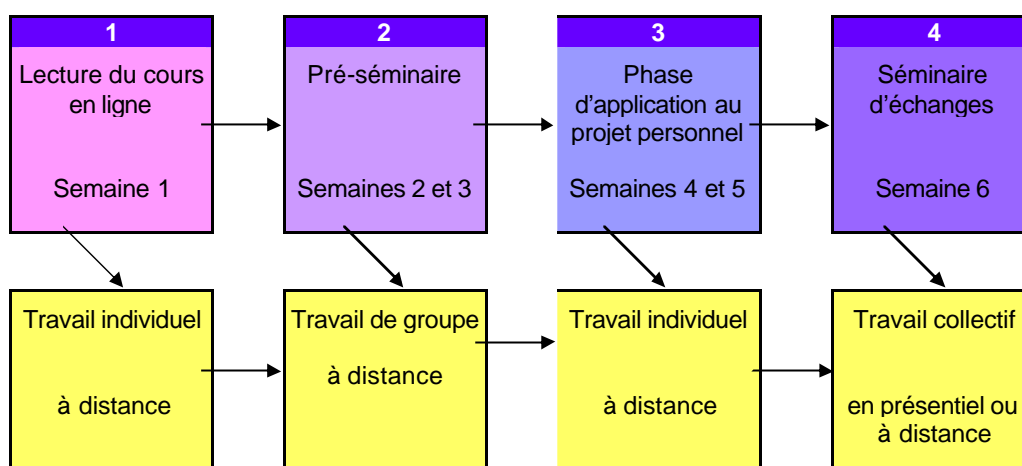 1
Lecture du cours
en ligne
Semaine 1
2
Pré-séminaire
Semaines 2 et 3
3
Phase
d'application au
projet personnel
Semaines 4 et 5
4
Séminaire
d'échanges
Semaine 6
Travail individuel
à distance
Travail de groupe
à distance
Travail individuel
à distance
Travail collectif
en présentiel ou
à distance